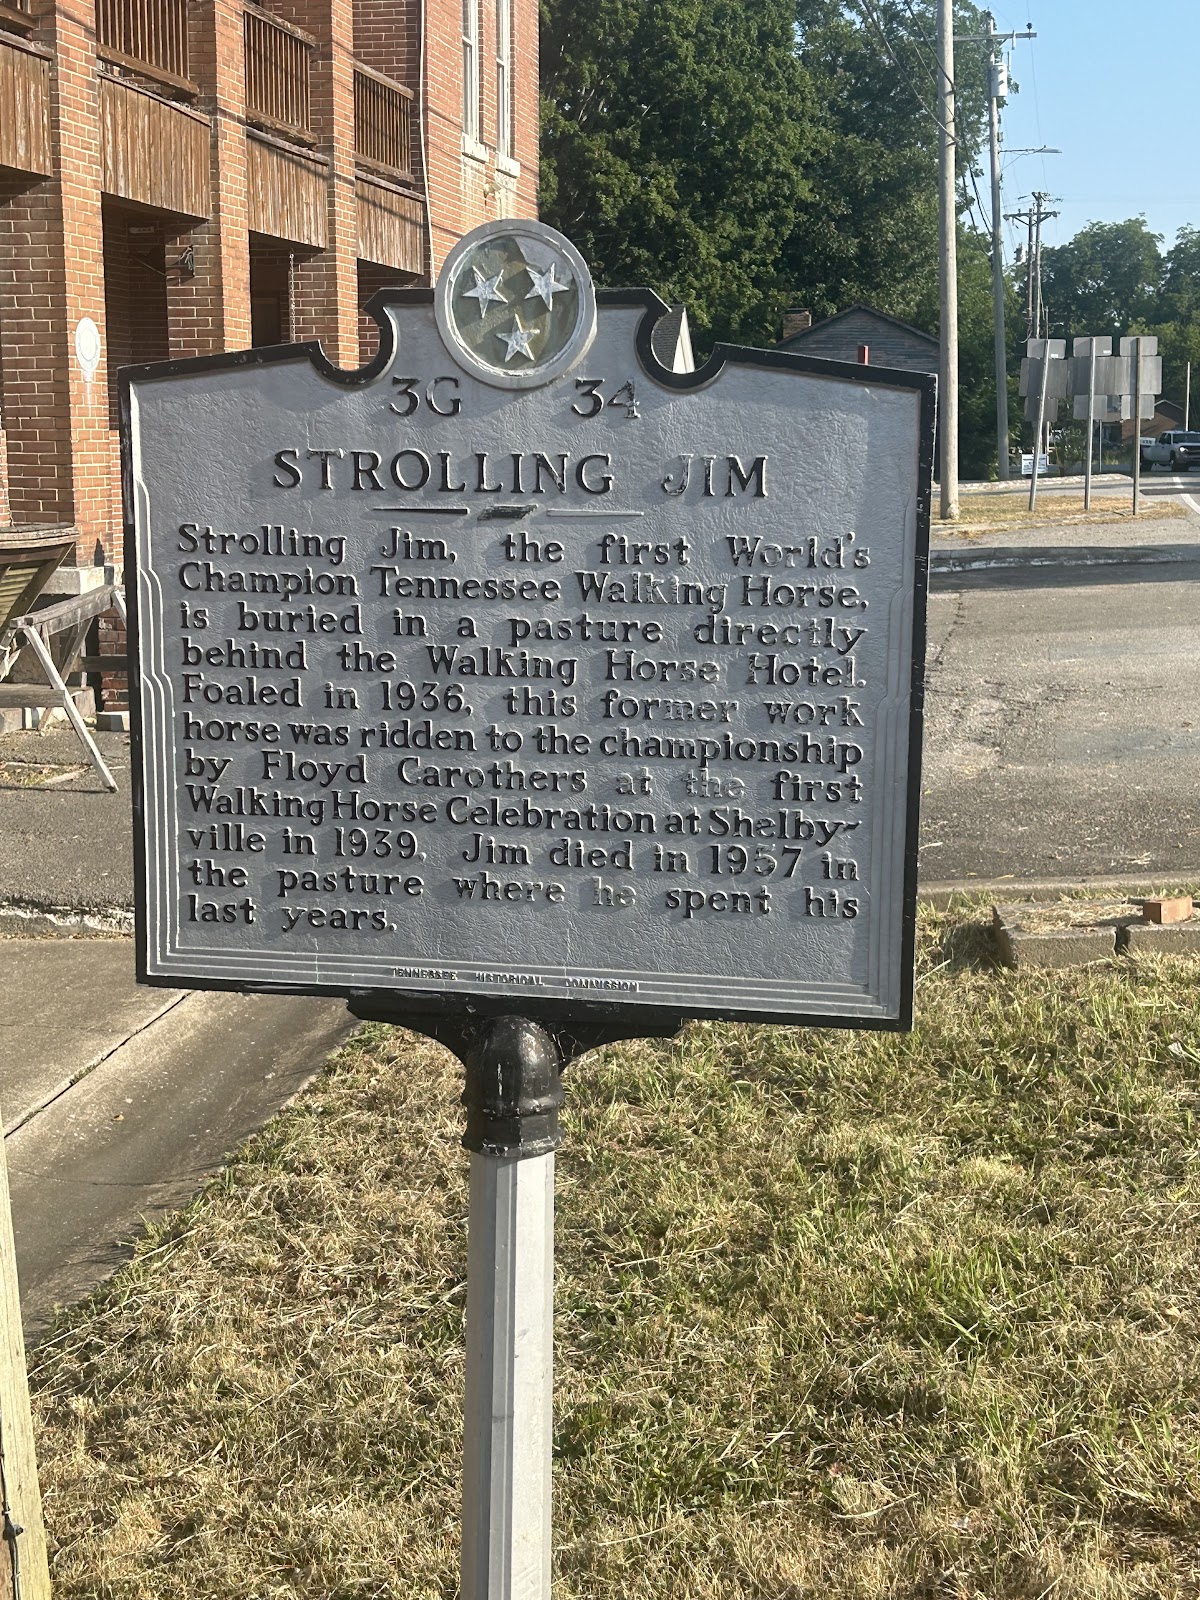 3G 34
STROLLING JIM
Strolling Jim, the first World's
Champion Tennessee Walking Horse,
is buried in a pasture directly
behind the Walking Horse Hotel.
Foaled in 1936, this former work
horse was ridden to the championship
by Floyd Carothers at the first
Walking Horse Celebration at Shelby-
ville in 1939. Jim died in 1957 in
the pasture where he spent his
last years.
TENNESSEE HISTORICAL COMMISSION